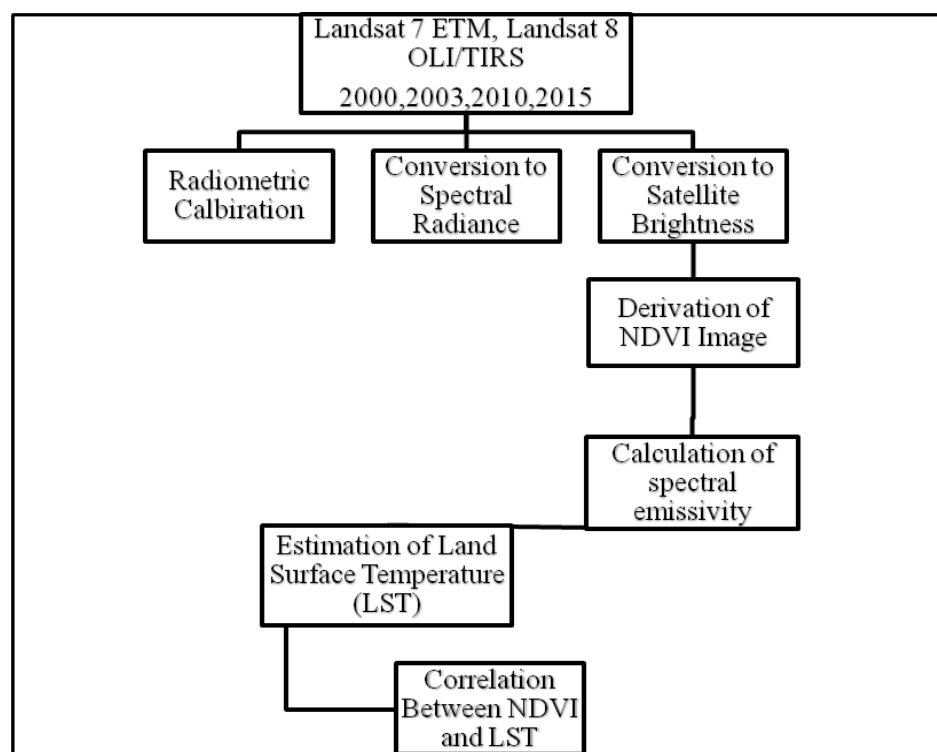 Landsat 7 ETM, Landsat 8
OLI/TIRS
2000,2003,2010,2015
Radiometric
Calbiration
Conversion to
Spectral
Radiance
Conversion to
Satellite
Brightness
Derivation of
NDVI Image
Calculation of
spectral
emissivity
Estimation of Land
Surface Temperature
(LST)
Correlation
Between NDVI
and LST